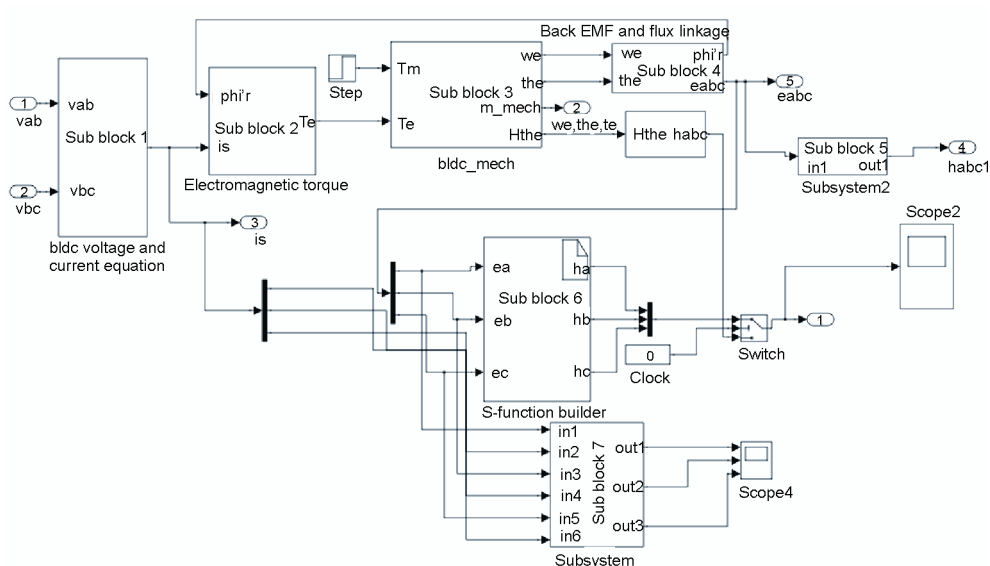 Back EMF and flux linkage
we
phi'r
we
Sub block 4
the
the
eabc
5
eabc
Tm
Sub block 3
m_mech
2
Te
Hthe
we,the,te
Hthe habc
bldc_mech
Step
phi'r
Sub block 2
Te
is
Electromagnetic torque
1
vab
vab
Sub block 1
2
vbc
vbc
bldc voltage and
current equation
3
is
Sub block 5
in1
out1
Subsystem2
4
habc1
Scope2
ea
ha
Sub block 6
eb
hb
ec
hc
S-function builder
0
Clock
Switch
1
in1
in2
in3
in4
in5
in6
Sub block 7
out1
out2
out3
Subsystem
Scope4